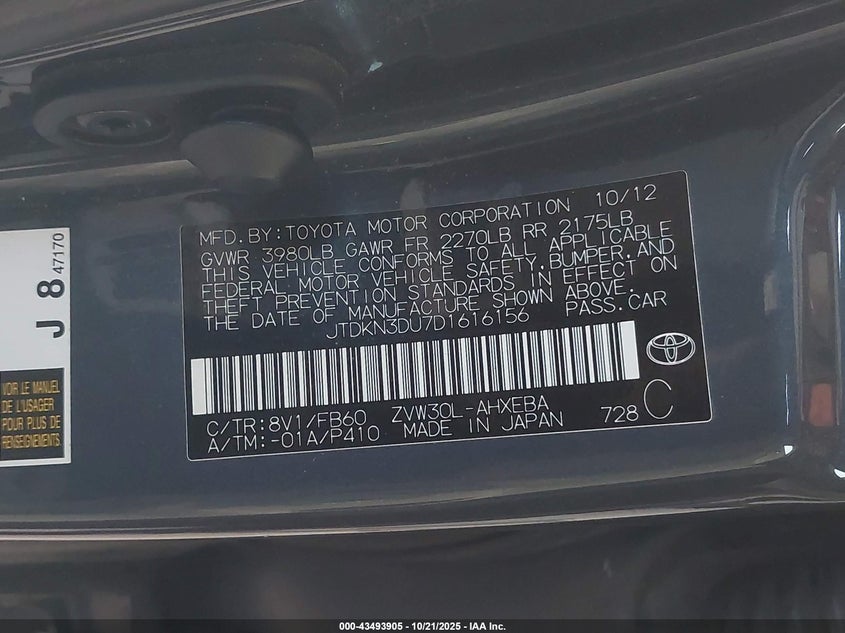 MFD. BY: TOYOTA MOTOR CORPORATION 10/12
GVWR 3980LB GAWR FR 2270LB RR 2175LB
THIS VEHICLE CONFORMS TO ALL APPLICABLE
FEDERAL MOTOR VEHICLE SAFETY, BUMPER, AND
THEFT PREVENTION STANDARDS IN EFFECT ON
THE DATE OF MANUFACTURE SHOWN ABOVE.
JTDKN3DU7D1616156 PASS. CAR
C/TR: 8V1/FB60 ZVW30L-AHXEBA
A/TM: -01A/P410 MADE IN JAPAN 728 C
J 8 47170
VOIR LE MANUEL
DE L'USAGER
POUR PLUS DE
RENSEIGNEMENTS
000-43493905 - 10/21/2025 - IAA Inc.